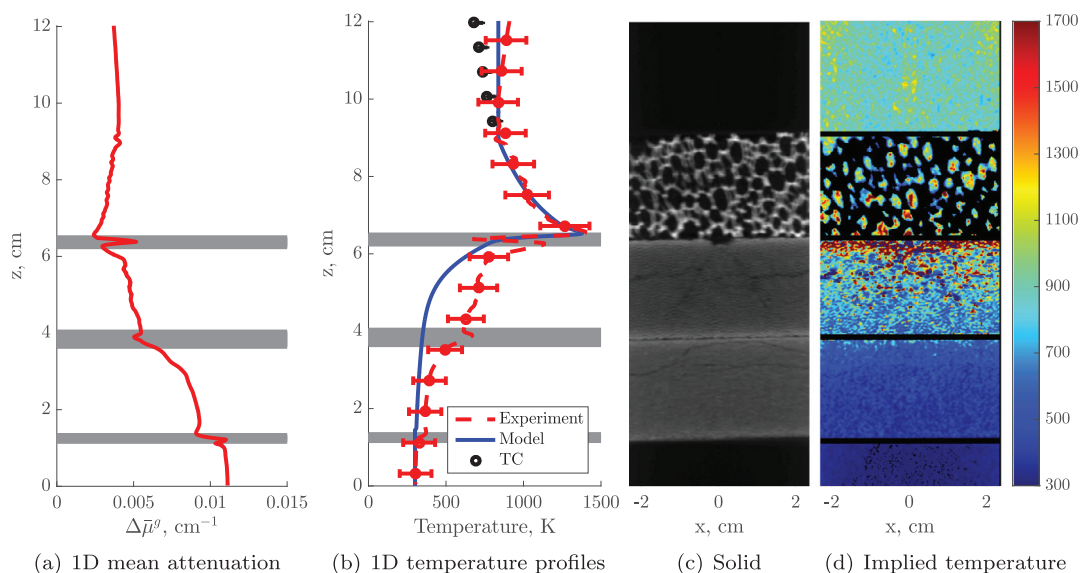 12
10
8
6
4
2
0
z, cm
0
0.005
0.01
0.015
Δμ̄ᵍ, cm⁻¹
(a) 1D mean attenuation
12
10
8
6
4
2
0
z, cm
Experiment
Model
TC
0
500
1000
1500
Temperature, K
(b) 1D temperature profiles
-2
0
2
x, cm
(c) Solid
-2
0
2
x, cm
(d) Implied temperature
1700
1500
1300
1100
900
700
500
300